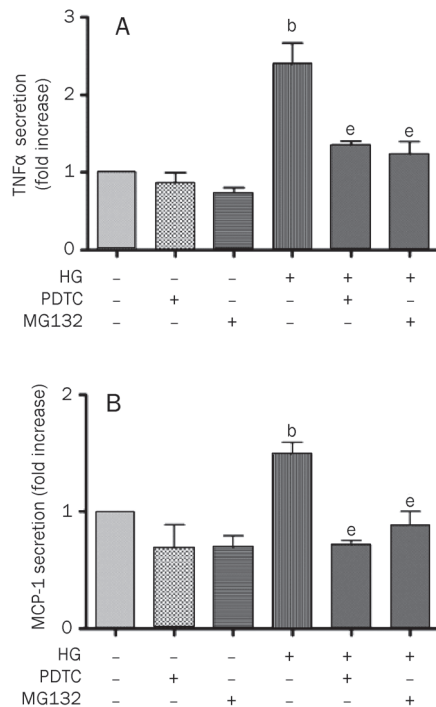 A
TNFα secretion
(fold increase)
3
2
1
0
b
e
e
HG – – – + + +
PDTC – + – – + –
MG132 – – + – – +
B
MCP-1 secretion (fold increase)
2
1
0
b
e
e
HG – – – + + +
PDTC – + – – + –
MG132 – – + – – +